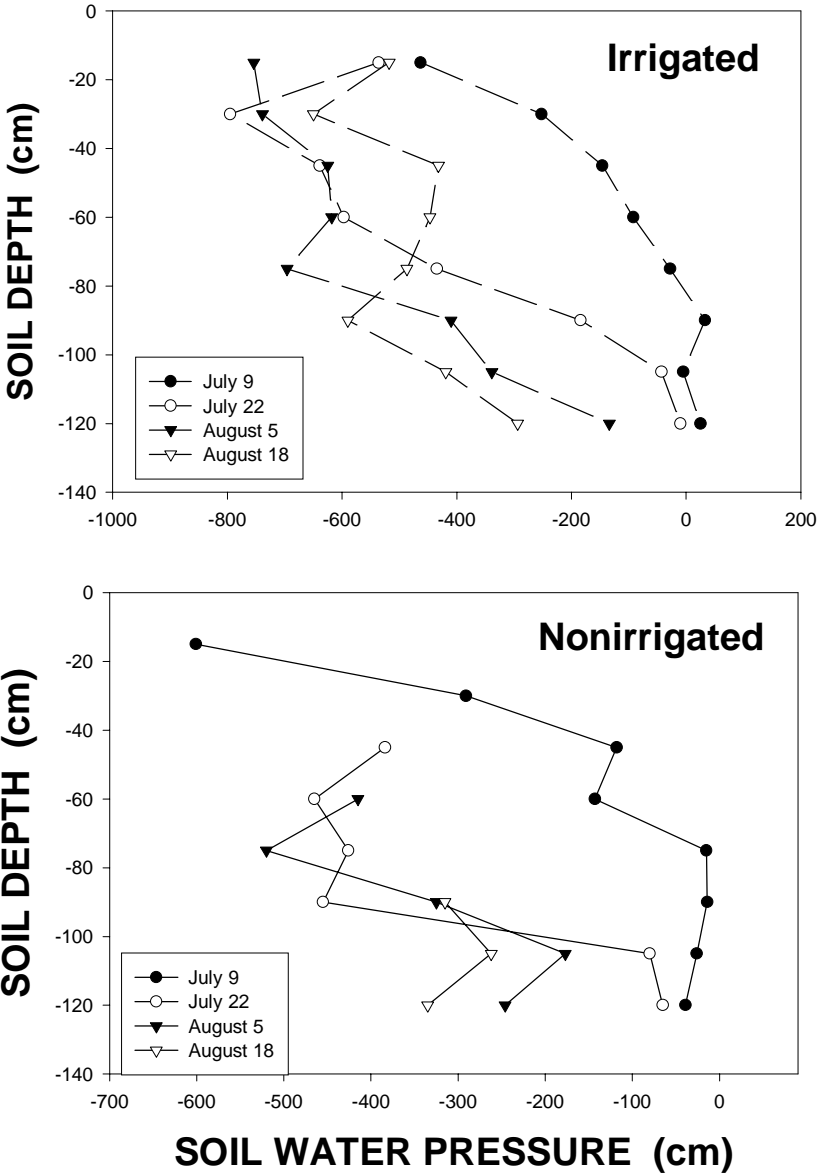 0
Irrigated
-20
-40
-60
-80
-100
-120
-140
SOIL DEPTH (cm)
July 9
July 22
August 5
August 18
-1000 -800 -600 -400 -200 0 200
0
Nonirrigated
-20
-40
-60
-80
-100
-120
-140
SOIL DEPTH (cm)
July 9
July 22
August 5
August 18
-700 -600 -500 -400 -300 -200 -100 0
SOIL WATER PRESSURE (cm)